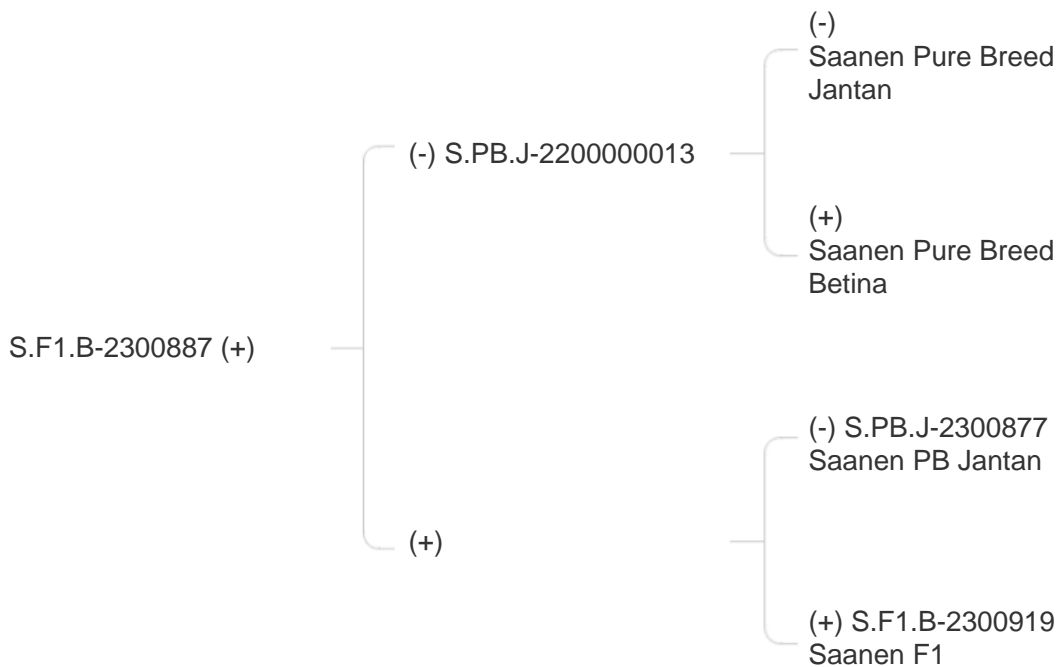 (-)
Saanen Pure Breed
Jantan
(-) S.PB.J-2200000013
(+)
Saanen Pure Breed
Betina
S.F1.B-2300887 (+)
(-) S.PB.J-2300877
Saanen PB Jantan
(+)
(+) S.F1.B-2300919
Saanen F1